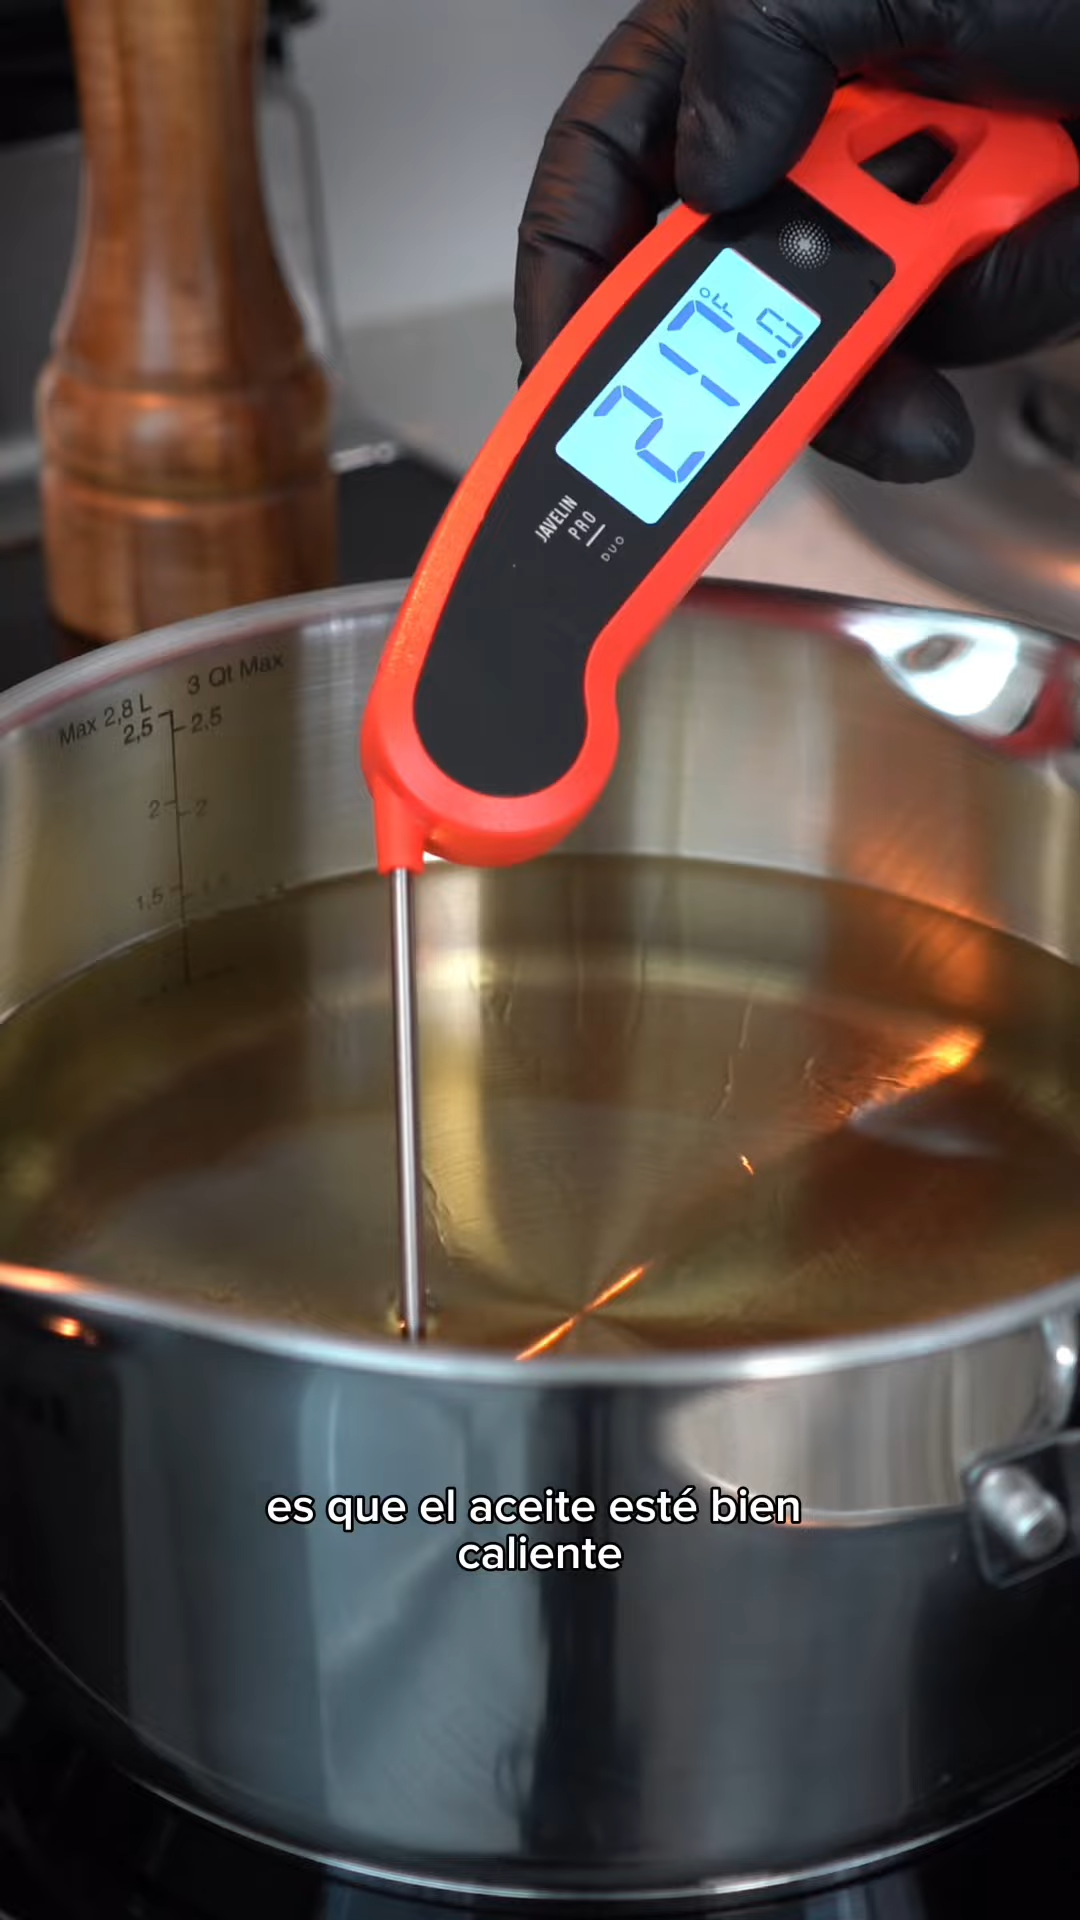 °F
217.0
JAVELIN
PRO
DUO
3 Qt Max
Max 2,8 L
2,5 2,5
2 2
1,5
es que el aceite esté bien
caliente